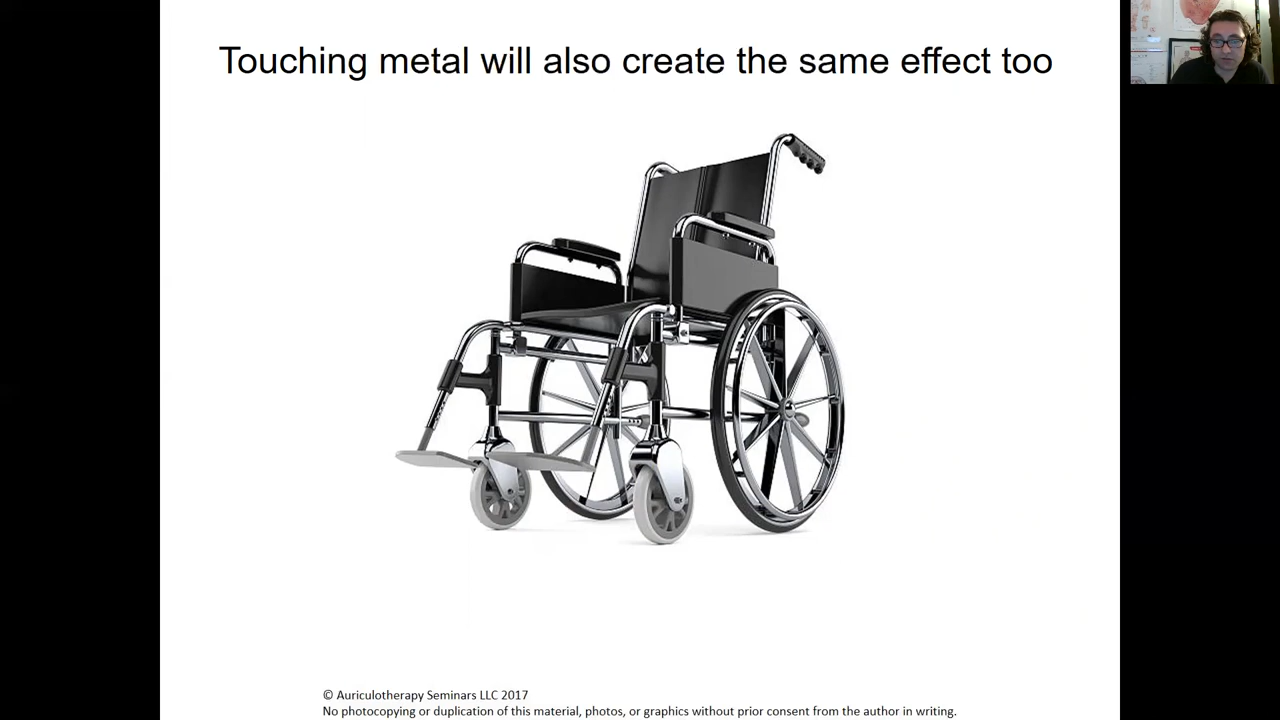 Touching metal will also create the same effect too
© Auriculotherapy Seminars LLC 2017
No photocopying or duplication of this material, photos, or graphics without prior consent from the author in writing.